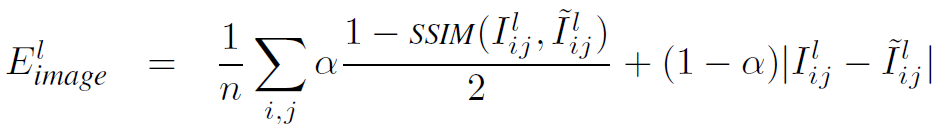 $E^l_{image} = \frac{1}{n} \sum_{i,j} \alpha \frac{1 - SSIM(I^l_{ij}, \tilde{I}^l_{ij})}{2} + (1 - \alpha)|I^l_{ij} - \tilde{I}^l_{ij}|$